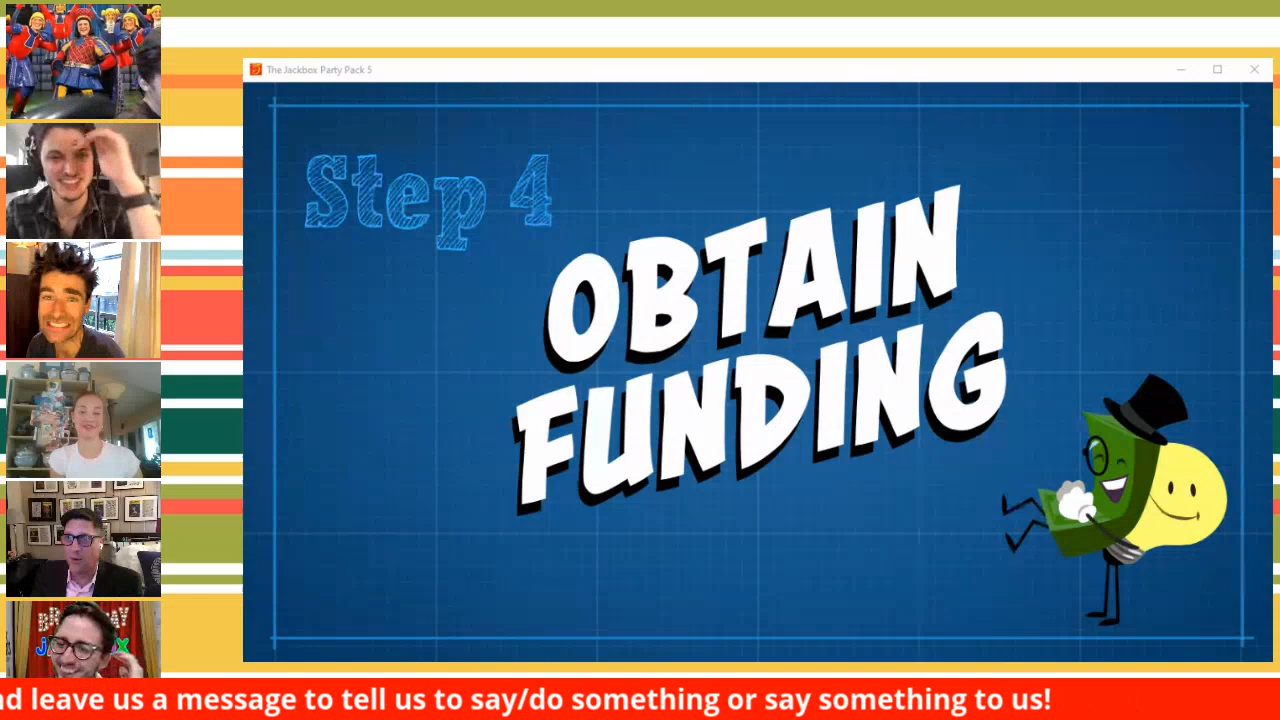 The Jackbox Party Pack 5
Step 4
OBTAIN
FUNDING
nd leave us a message to tell us to say/do something or say something to us!